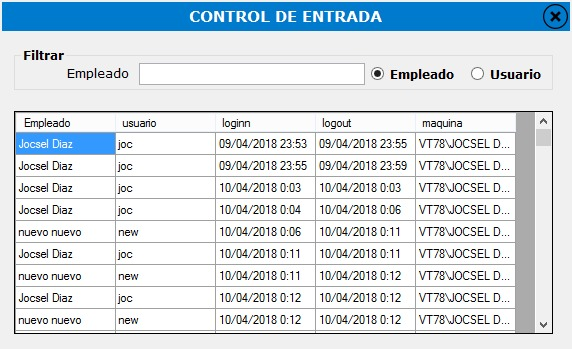 CONTROL DE ENTRADA
Filtrar
Empleado Empleado Usuario
Empleado usuario loginn logout maquina
Jocsel Diaz joc 09/04/2018 23:53 09/04/2018 23:55 VT78\JOCSEL D...
Jocsel Diaz joc 09/04/2018 23:55 09/04/2018 23:59 VT78\JOCSEL D...
Jocsel Diaz joc 10/04/2018 0:03 10/04/2018 0:03 VT78\JOCSEL D...
Jocsel Diaz joc 10/04/2018 0:04 10/04/2018 0:06 VT78\JOCSEL D...
nuevo nuevo new 10/04/2018 0:06 10/04/2018 0:11 VT78\JOCSEL D...
Jocsel Diaz joc 10/04/2018 0:11 10/04/2018 0:11 VT78\JOCSEL D...
nuevo nuevo new 10/04/2018 0:11 10/04/2018 0:12 VT78\JOCSEL D...
Jocsel Diaz joc 10/04/2018 0:12 10/04/2018 0:12 VT78\JOCSEL D...
nuevo nuevo new 10/04/2018 0:12 10/04/2018 0:12 VT78\JOCSEL D...